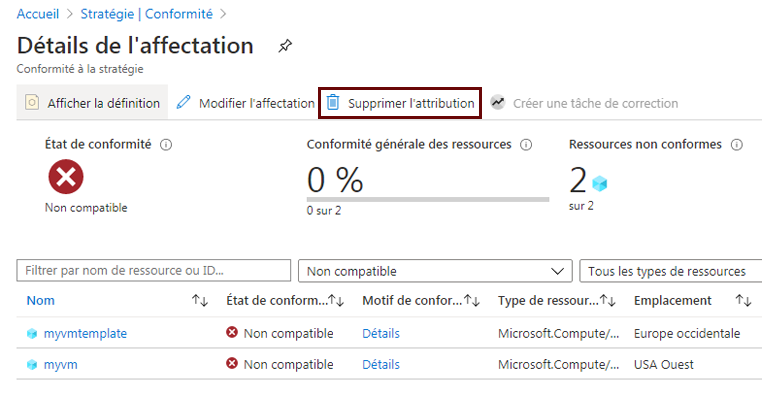 Accueil > Stratégie | Conformité >
Détails de l'affectation
Conformité à la stratégie
Afficher la définition Modifier l'affectation Supprimer l'attribution Créer une tâche de correction
État de conformité Conformité générale des ressources Ressources non conformes
0 % 2
Non compatible 0 sur 2 sur 2
Filtrer par nom de ressource ou ID... Non compatible Tous les types de ressources
Nom État de conform... Motif de confor... Type de ressour... Emplacement
myvmtemplate Non compatible Détails Microsoft.Compute/... Europe occidentale
myvm Non compatible Détails Microsoft.Compute/... USA Ouest